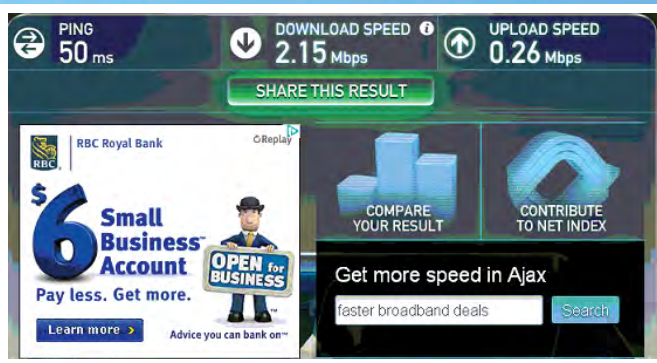 PING
50 ms
DOWNLOAD SPEED i
2.15 Mbps
UPLOAD SPEED
0.26 Mbps
SHARE THIS RESULT
RBC
RBC Royal Bank
Replay
$6 Small
Business™
Account
Pay less. Get more.
Learn more ›
OPEN for
BUSINESS
Advice you can bank on™
COMPARE
YOUR RESULT
CONTRIBUTE
TO NET INDEX
Get more speed in Ajax
faster broadband deals
Search